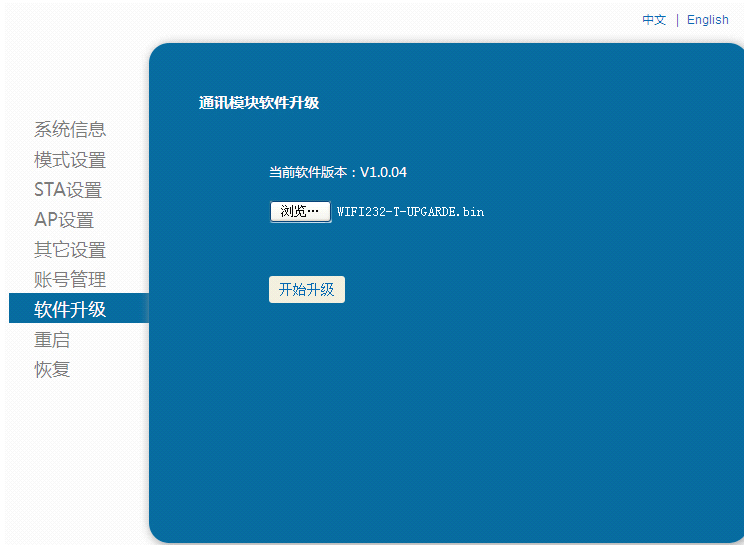 中文 | English
系统信息
模式设置
STA设置
AP设置
其它设置
账号管理
软件升级
重启
恢复
通讯模块软件升级
当前软件版本：V1.0.04
浏览… WIFI232-T-UPGARDE.bin
开始升级